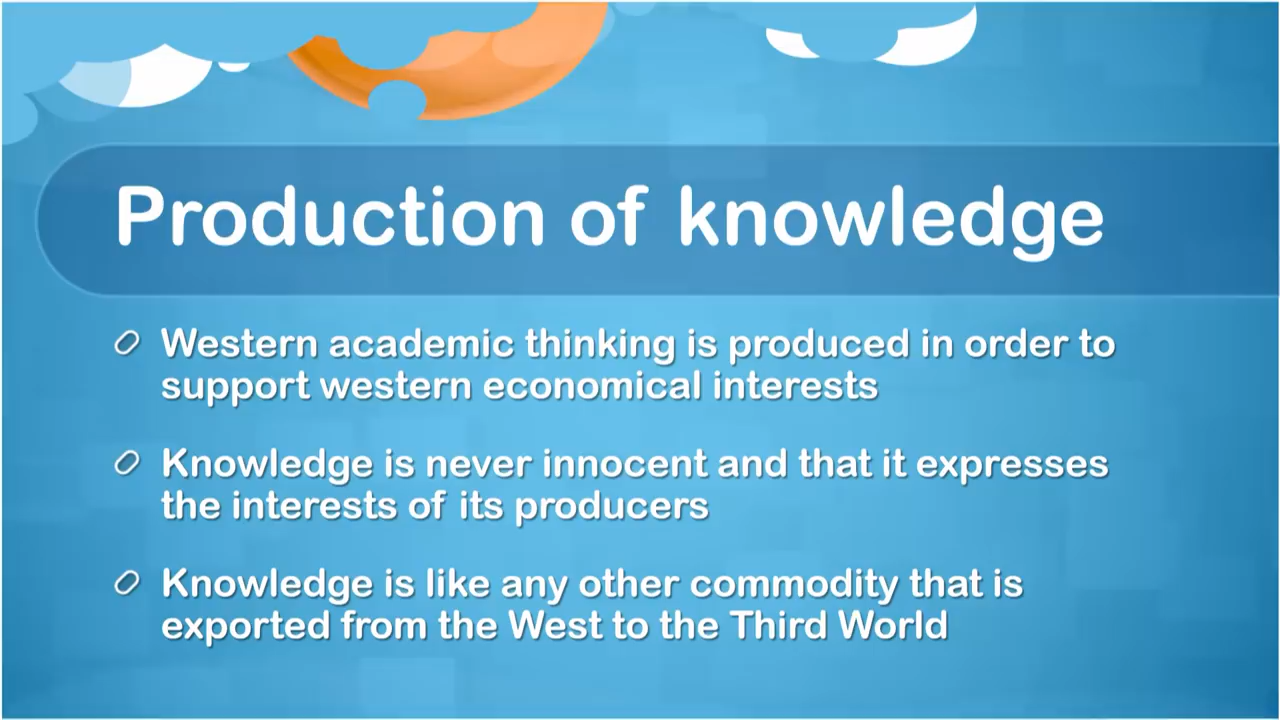 Production of knowledge
Western academic thinking is produced in order to
support western economical interests
Knowledge is never innocent and that it expresses
the interests of its producers
Knowledge is like any other commodity that is
exported from the West to the Third World